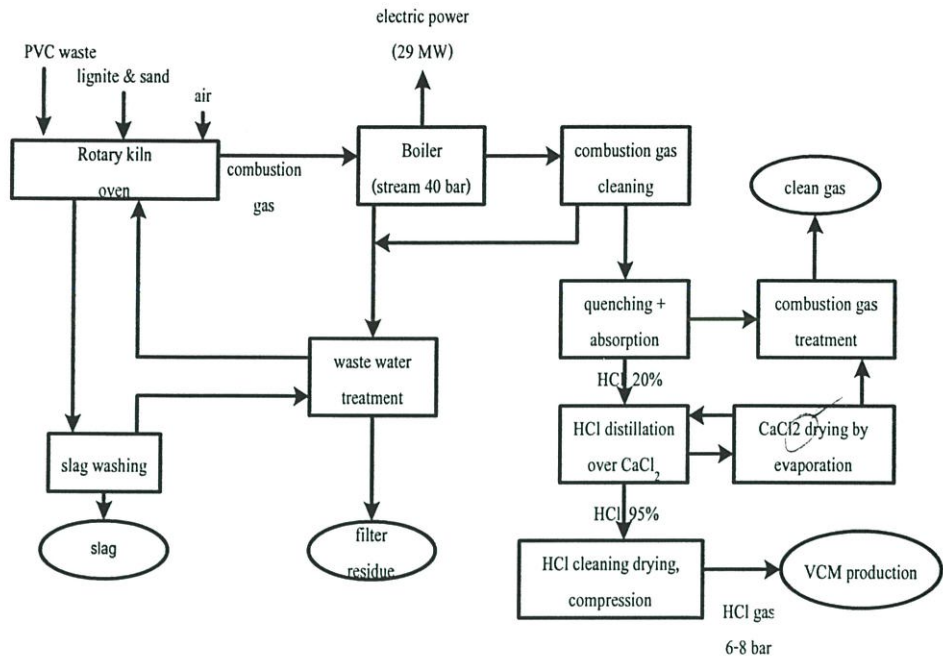 electric power
(29 MW)
PVC waste
lignite & sand
air
Rotary kiln
oven
combustion
gas
Boiler
(stream 40 bar)
combustion gas
cleaning
clean gas
quenching +
absorption
combustion gas
treatment
HCl 20%
waste water
treatment
HCl distillation
over CaCl₂
CaCl2 drying by
evaporation
slag washing
HCl 95%
slag
filter
residue
HCl cleaning drying,
compression
VCM production
HCl gas
6-8 bar